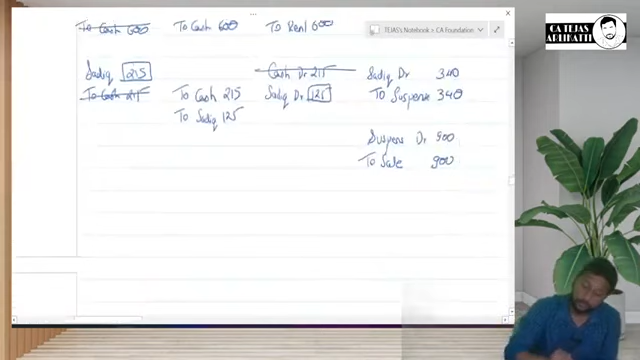 To Cash 600 To Cash 600 To Rent 600
TEJAS's Notebook > CA Foundation
CA TEJAS
ARLIKATTI
Sadiq 215 Cash Dr 215 Sadiq Dr 340
To Cash 215 To Cash 215 Sadiq Dr 125 To Suspense 340
To Sadiq 125
Suspens Dr 900
To Sale 900